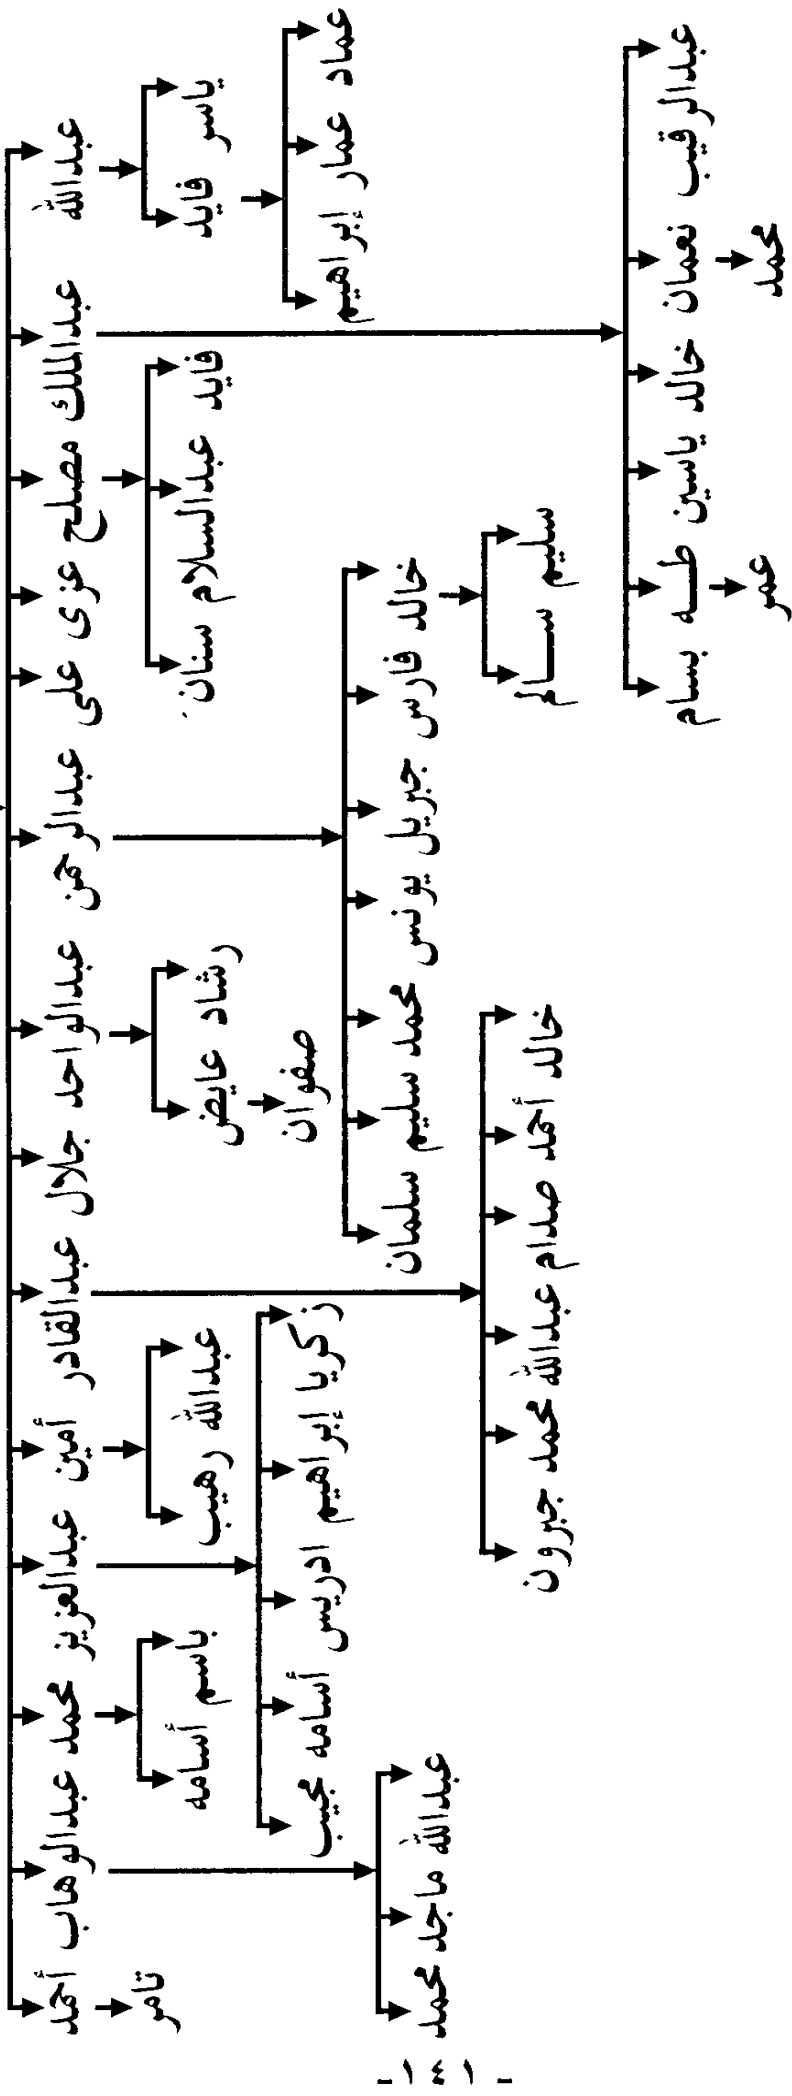 عبدالله عبدالملك مصلح عزى على عبدالرحمن عبدالواحد جلال عبدالقادر أمين عبدالعزيز محمد عبدالوهاب أحمد
ياسر فايد فايد عبدالسلام سنان رشاد عايض عبدالله رهيب باسم أسامه تامر
عماد عمار إبراهيم صفوان زكريا إبراهيم ادريس أسامه مجيب
خالد فارس جبريل يونس محمد سليم سلمان عبدالله ماجد محمد
سليم سالم خالد أحمد صدام عبدالله محمد جبرون
عبدالرقيب نعمان خالد ياسين طه بسام
محمد عمر
- ١٣١ -